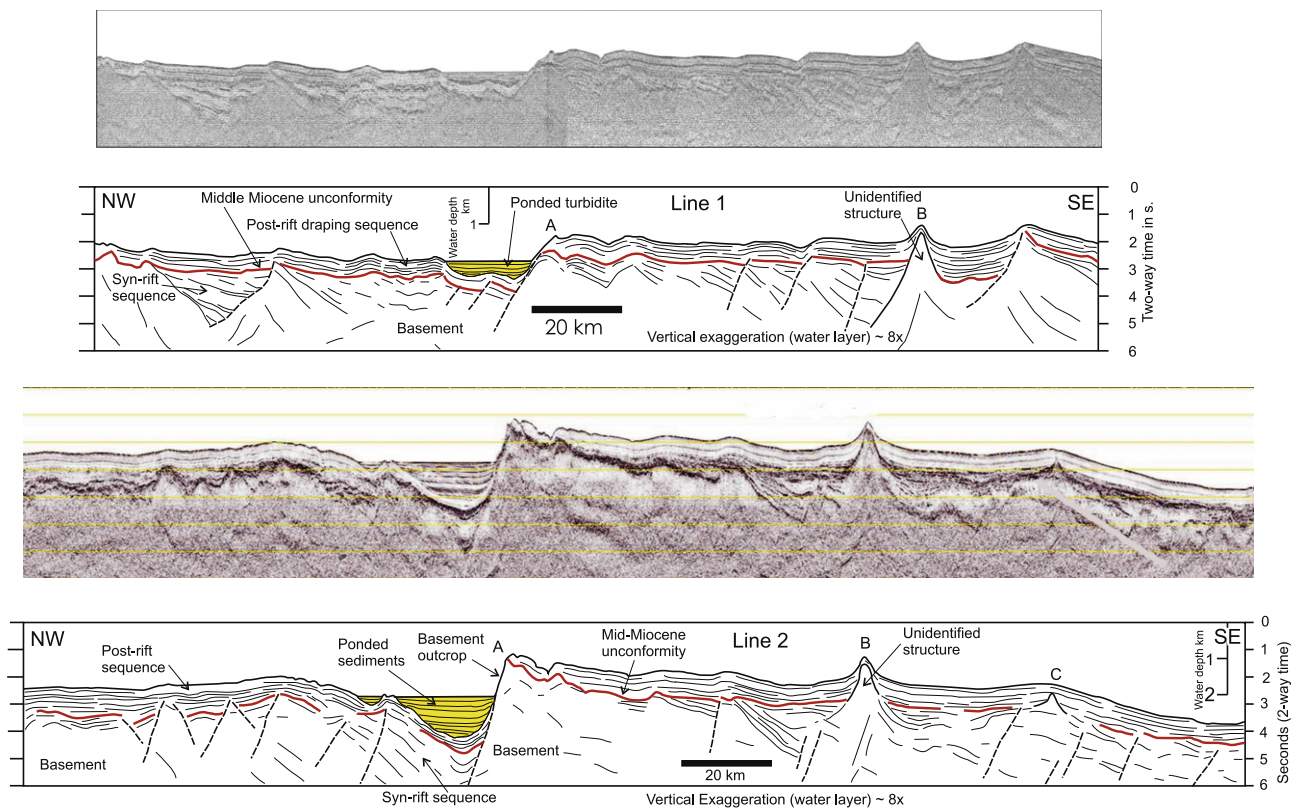 NW
Middle Miocene unconformity
Post-rift draping sequence
Water depth
km
1
Ponded turbidite
A
Line 1
Unidentified
structure
B
SE
0
1
2
3
4
5
6
Two-way time in s.
Syn-rift
sequence
Basement
20 km
Vertical exaggeration (water layer) ~ 8x
NW
Post-rift
sequence
Ponded
sediments
Basement
outcrop
A
Mid-Miocene
unconformity
Line 2
B
Unidentified
structure
C
Water depth km
1
2
SE
0
1
2
3
4
5
6
Seconds (2-way time)
Basement
Syn-rift sequence
Basement
20 km
Vertical Exaggeration (water layer) ~ 8x